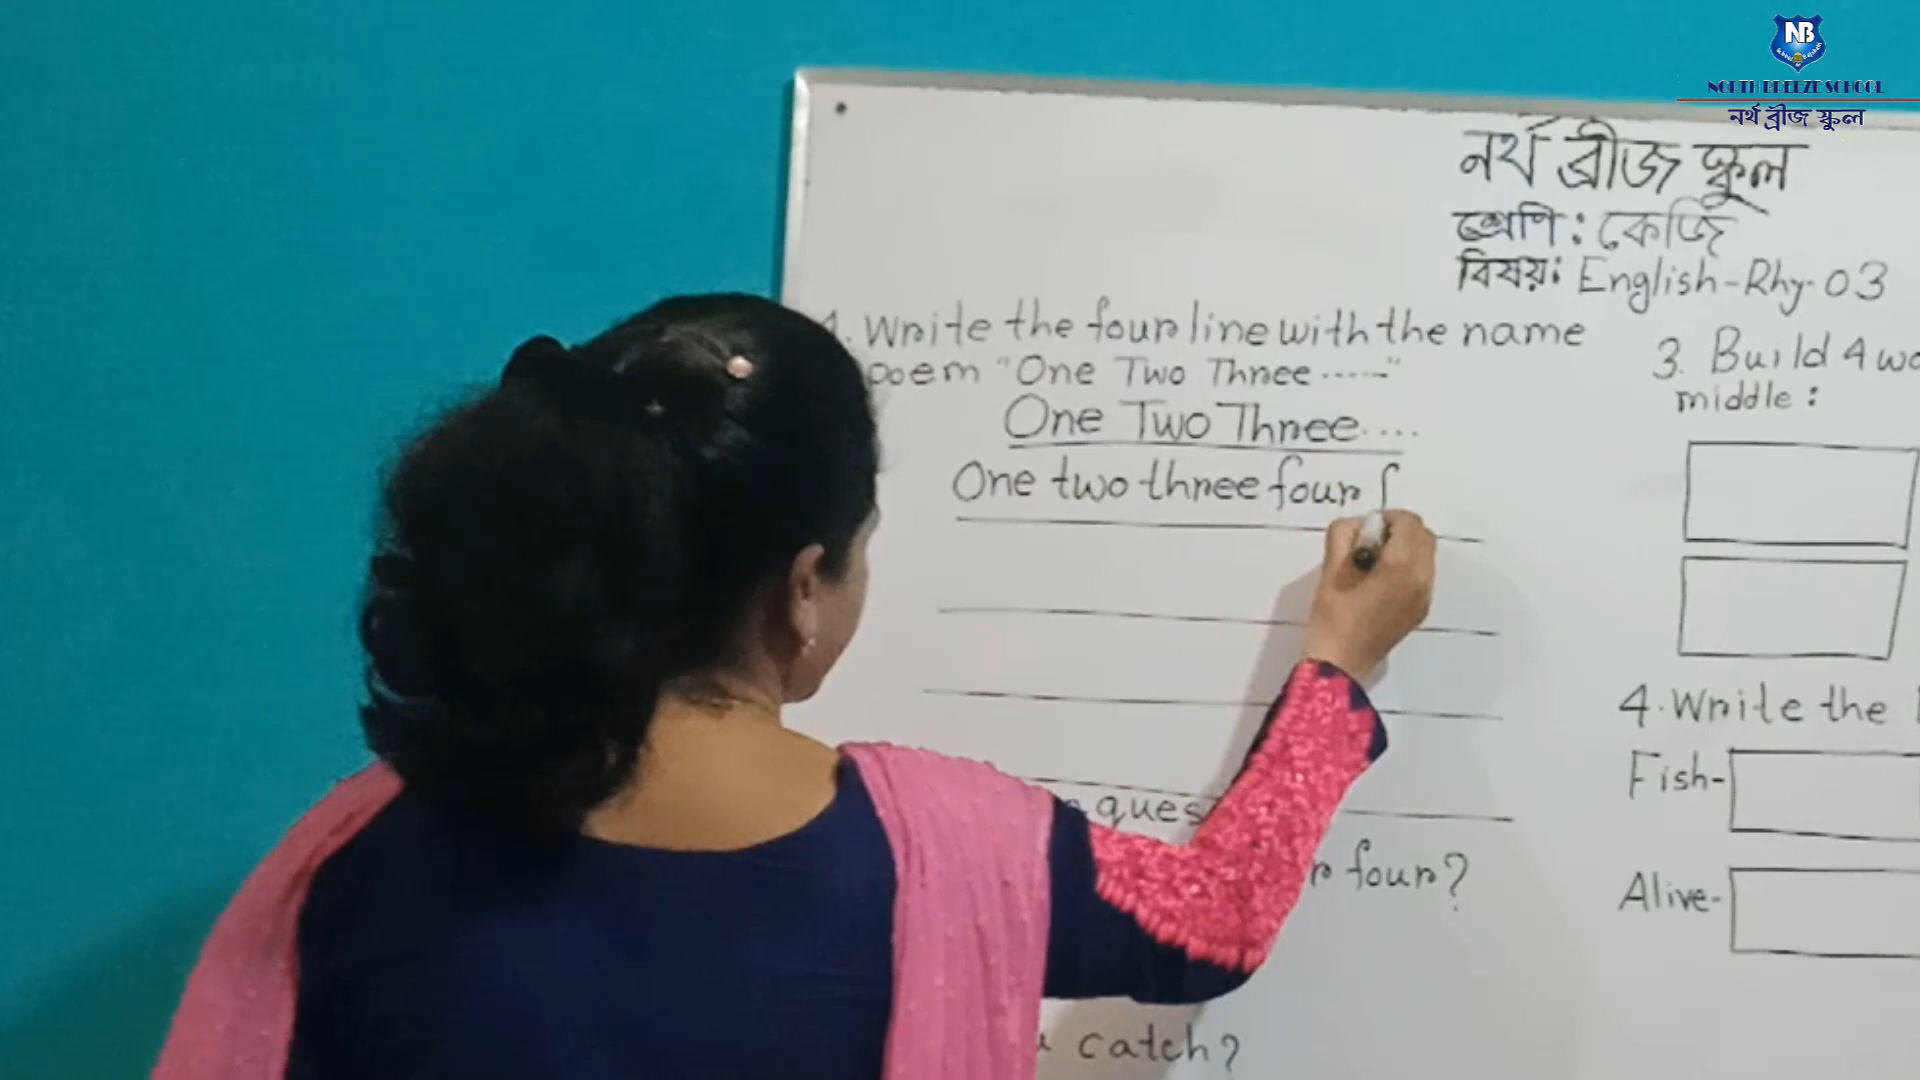 NB
NORTH BREEZE SCHOOL
নর্থ ব্রীজ স্কুল
নর্থ ব্রীজ স্কুল
শ্রেণি : কেজি
বিষয়: English-Rhy-03
1. Write the four line with the name
poem "One Two Three ......"
One Two Three....
One two three four f
ques
four?
catch?
3. Build 4
middle :
4. Write the
Fish-
Alive-